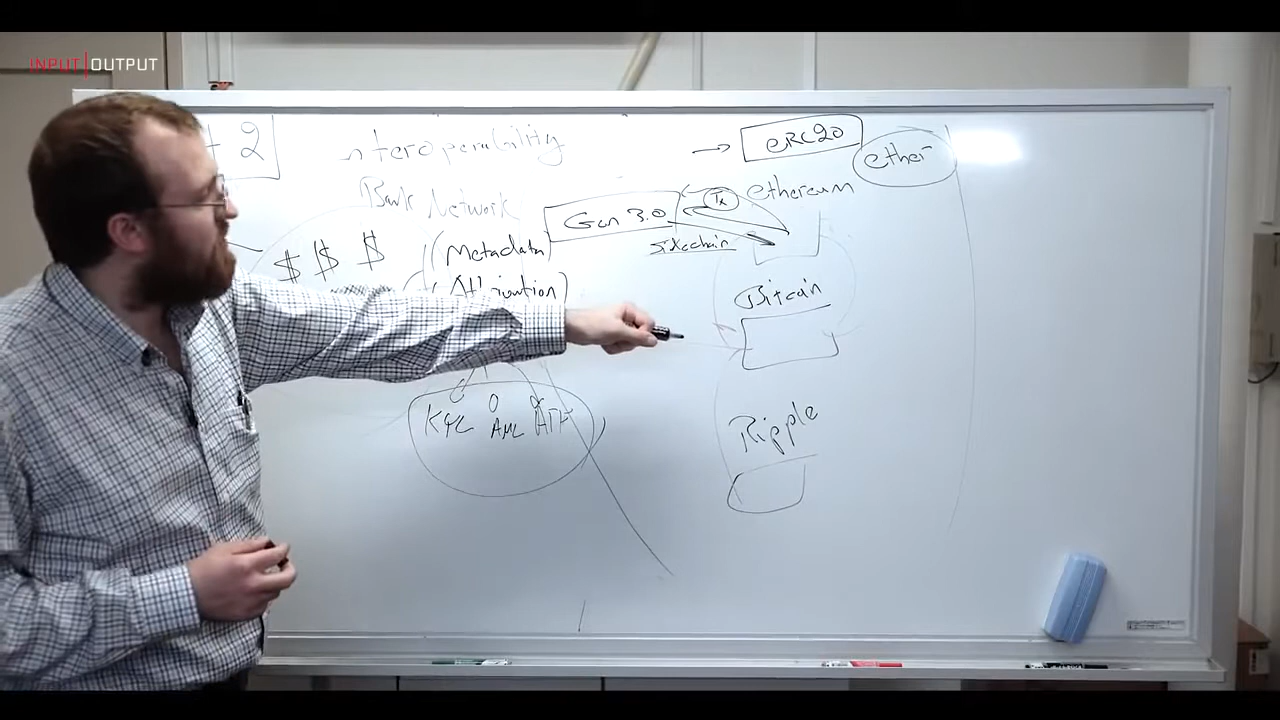 INPUT|OUTPUT
2
nteroperability
Bank Network
$ $ $
(Metadata)
(Attribution)
KYC AML ATF
Gen 3.0
Tx
Sidechain
→ ERC20
ether
ethereum
Bitcoin
Ripple